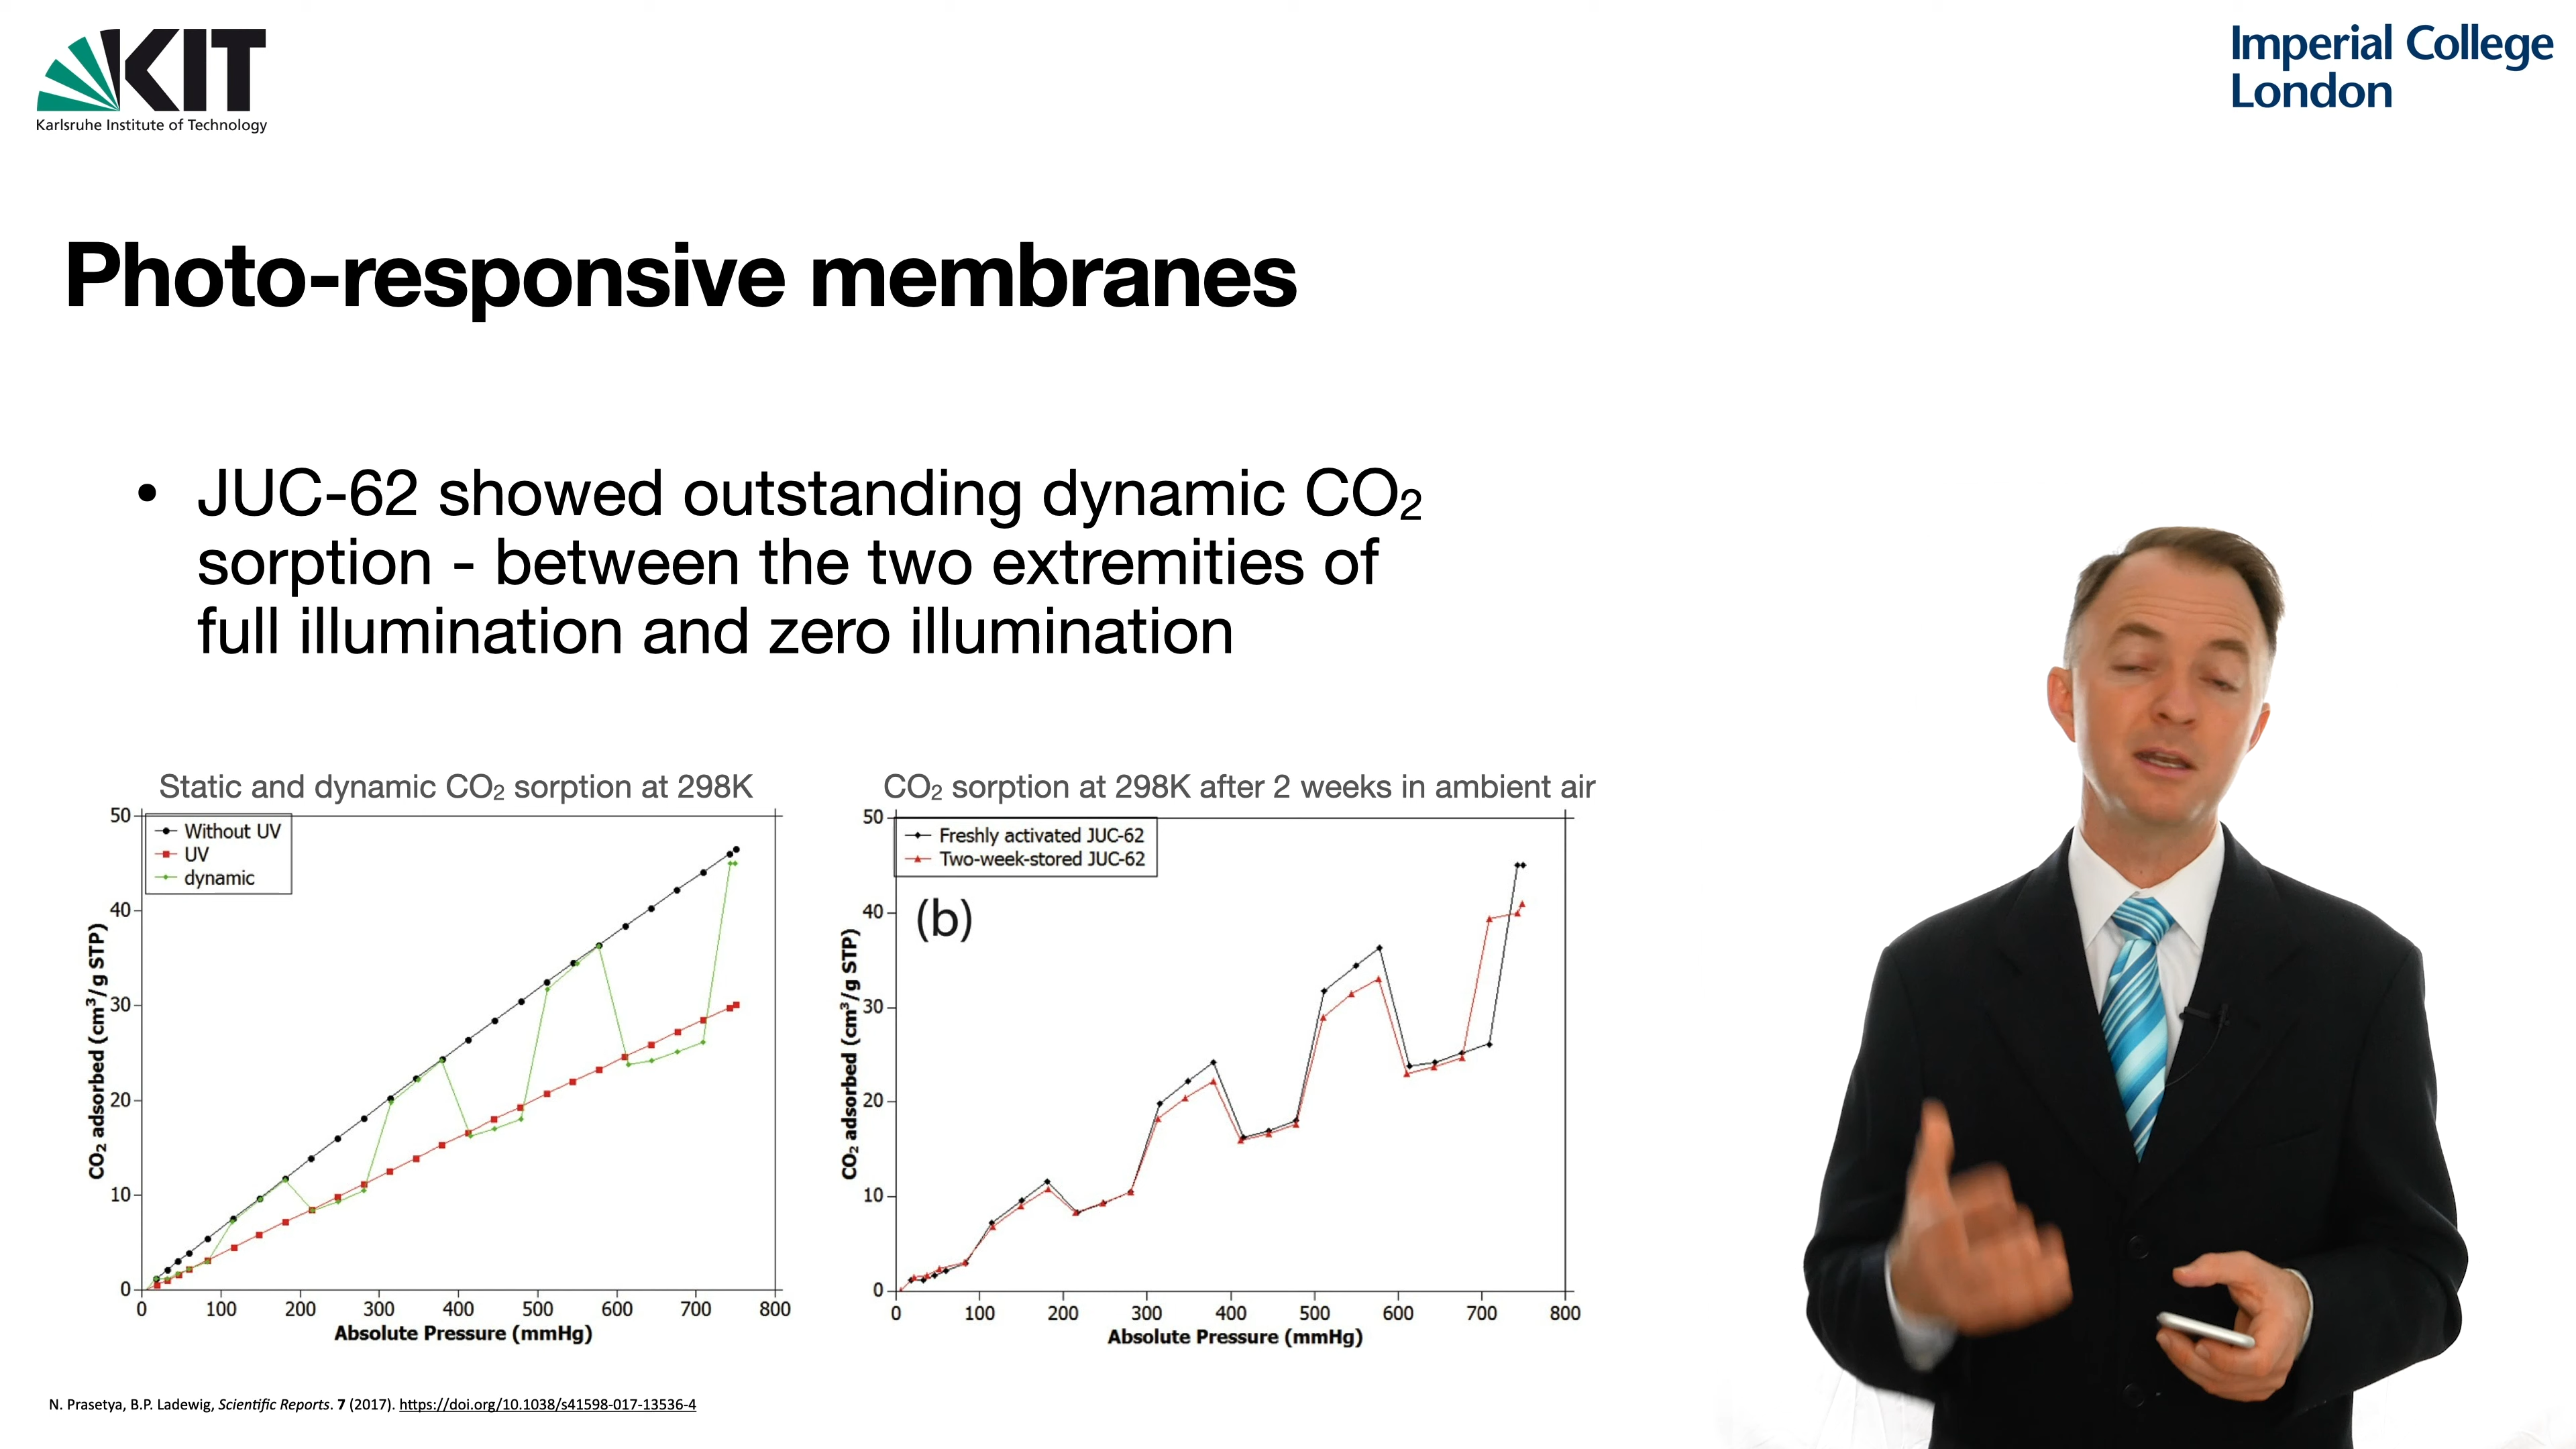 KIT
Karlsruhe Institute of Technology
Imperial College
London
Photo-responsive membranes
• JUC-62 showed outstanding dynamic CO₂
sorption - between the two extremities of
full illumination and zero illumination
Static and dynamic CO₂ sorption at 298K
50
40
30
20
10
0
CO₂ adsorbed (cm³/g STP)
Without UV
UV
dynamic
0 100 200 300 400 500 600 700 800
Absolute Pressure (mmHg)
CO₂ sorption at 298K after 2 weeks in ambient air
50
40
30
20
10
0
CO₂ adsorbed (cm³/g STP)
Freshly activated JUC-62
Two-week-stored JUC-62
(b)
0 100 200 300 400 500 600 700 800
Absolute Pressure (mmHg)
N. Prasetya, B.P. Ladewig, Scientific Reports. 7 (2017). https://doi.org/10.1038/s41598-017-13536-4